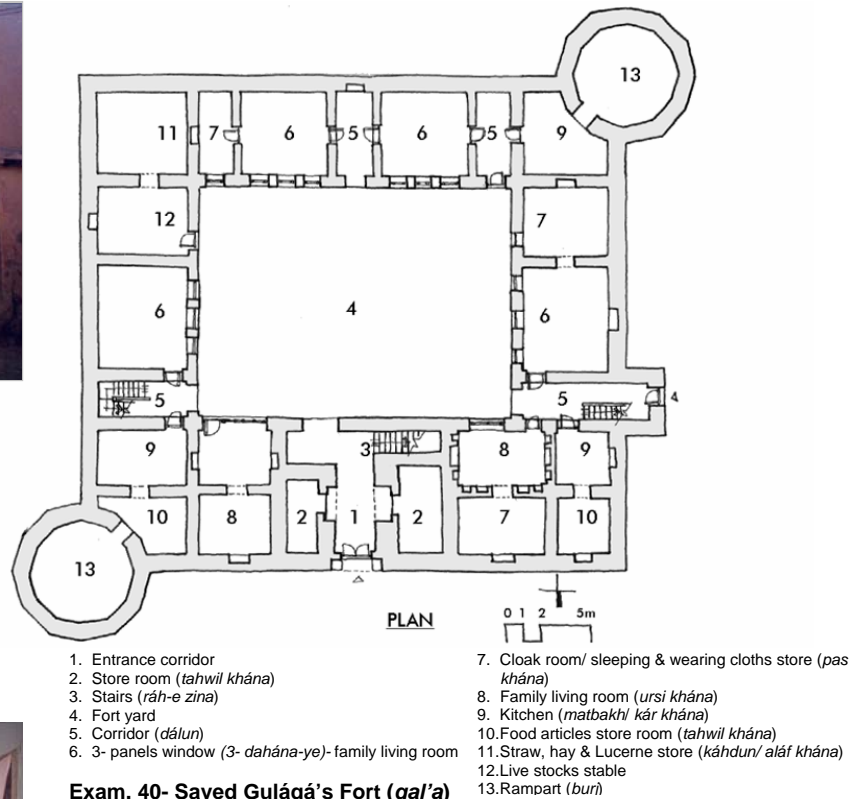 13
11
7
6
5
6
5
9
12
7
6
4
6
5
5
4
9
3
8
9
10
8
2
1
2
7
10
13
PLAN
0 1 2 5m
1. Entrance corridor
2. Store room (tahwil khána)
3. Stairs (ráh-e zina)
4. Fort yard
5. Corridor (dálun)
6. 3- panels window (3- dahána-ye)- family living room
Exam. 40- Sayed Gulágá's Fort (qal'a)
7. Cloak room/ sleeping & wearing cloths store (pas
khána)
8. Family living room (ursi khána)
9. Kitchen (matbakh/ kár khána)
10.Food articles store room (tahwil khána)
11.Straw, hay & Lucerne store (káhdun/ aláf khána)
12.Live stocks stable
13.Rampart (burj)